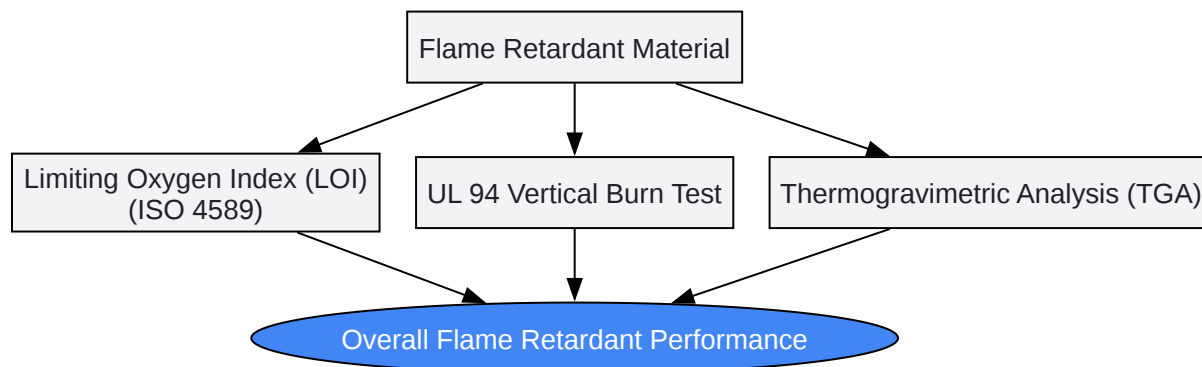 Flame Retardant Material
Limiting Oxygen Index (LOI)
(ISO 4589)
UL 94 Vertical Burn Test
Thermogravimetric Analysis (TGA)
Overall Flame Retardant Performance